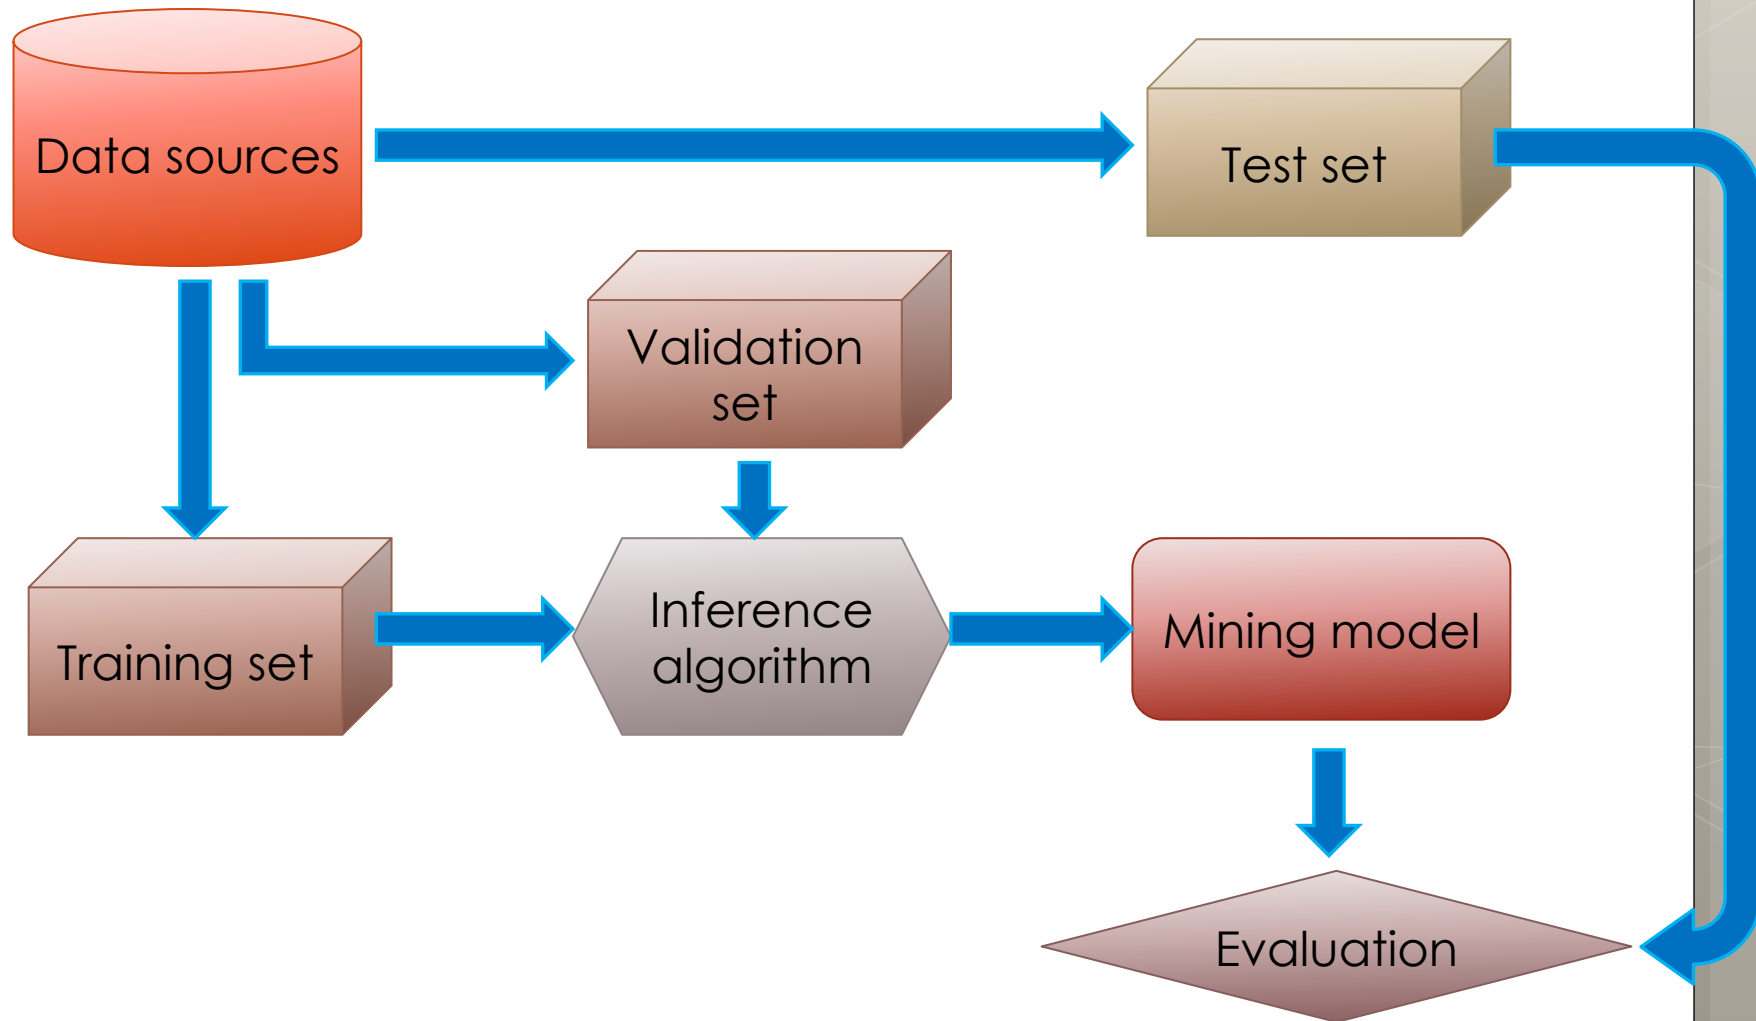 Data sources
Test set
Validation
set
Training set
Inference
algorithm
Mining model
Evaluation